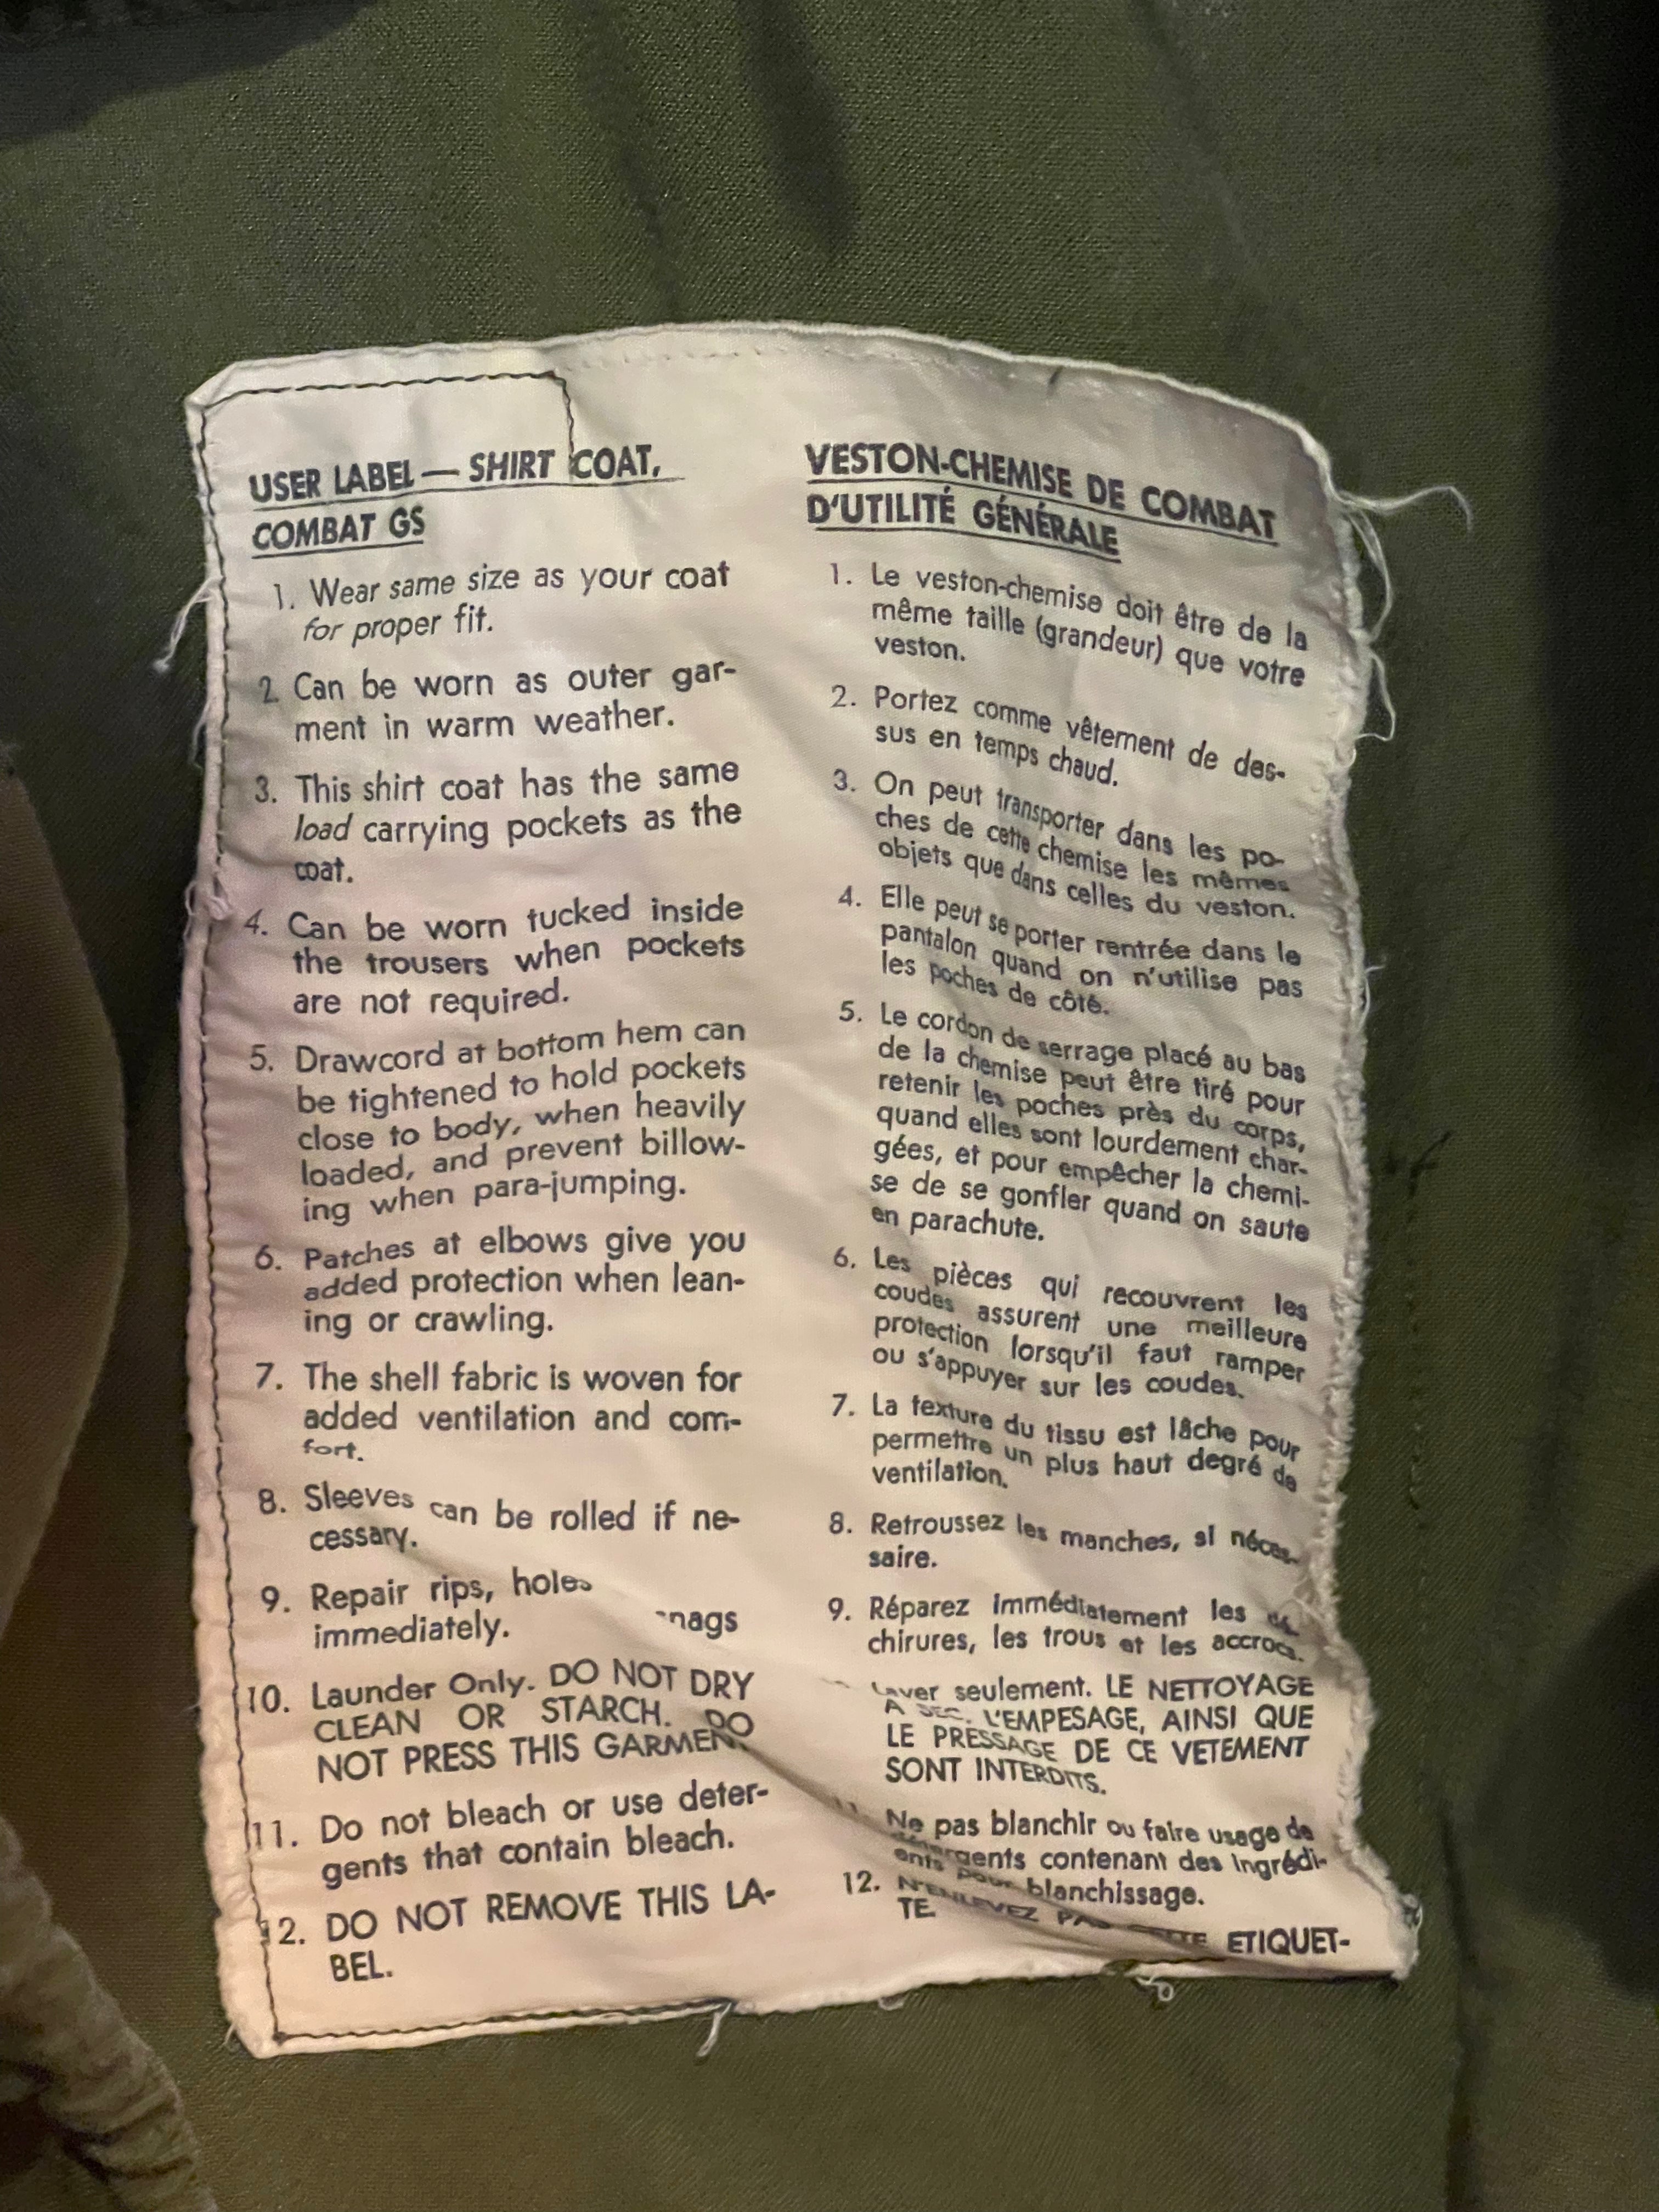 USER LABEL — SHIRT COAT,
COMBAT GS
1. Wear same size as your coat
for proper fit.
2. Can be worn as outer gar-
ment in warm weather.
3. This shirt coat has the same
load carrying pockets as the
coat.
4. Can be worn tucked inside
the trousers when pockets
are not required.
5. Drawcord at bottom hem can
be tightened to hold pockets
close to body, when heavily
loaded, and prevent billow-
ing when para-jumping.
6. Patches at elbows give you
added protection when lean-
ing or crawling.
7. The shell fabric is woven for
added ventilation and com-
fort.
8. Sleeves can be rolled if ne-
cessary.
9. Repair rips, holes
immediately.
10. Launder Only. DO NOT DRY
CLEAN OR STARCH. DO
NOT PRESS THIS GARMENT
11. Do not bleach or use deter-
gents that contain bleach.
12. DO NOT REMOVE THIS LA-
BEL.
VESTON-CHEMISE DE COMBAT
D'UTILITÉ GÉNÉRALE
1. Le veston-chemise doit être de la
même taille (grandeur) que votre
veston.
2. Portez comme vêtement de des-
sus en temps chaud.
3. On peut transporter dans les po-
ches de cette chemise les mêmes
objets que dans celles du veston.
4. Elle peut se porter rentrée dans le
pantalon quand on n'utilise pas
les poches de côté.
5. Le cordon de serrage placé au bas
de la chemise peut être tiré pour
retenir les poches près du corps,
quand elles sont lourdement char-
gées, et pour empêcher la chemi-
se de se gonfler quand on saute
en parachute.
6. Les pièces qui recouvrent les
coudes assurent une meilleure
protection lorsqu'il faut ramper
ou s'appuyer sur les coudes.
7. La texture du tissu est lâche pour
permettre un plus haut degré de
ventilation.
8. Retroussez les manches, si néces-
saire.
9. Réparez immédiatement les
chirures, les trous et les accrocs.
Laver seulement. LE NETTOYAGE
A SEC, L'EMPESAGE, AINSI QUE
LE PRESSAGE DE CE VETEMENT
SONT INTERDITS.
11. Ne pas blanchir ou faire usage de
détergents contenant des ingrédi-
ents pour blanchissage.
12. N'ENLEVEZ PAS CETTE ETIQUET-
TE.